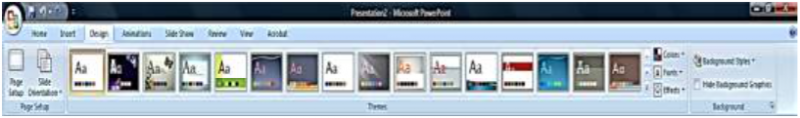 Presentation2 - Microsoft PowerPoint
Home Insert Design Animations Slide Show Review View Acrobat
Page Setup
Slide Orientation
Aa Aa Aa Aa Aa Aa Aa Aa Aa Aa Aa Aa Aa Aa Aa Aa
Colors
Fonts
Effects
Background Styles
Hide Background Graphics
Page Setup Themes Background